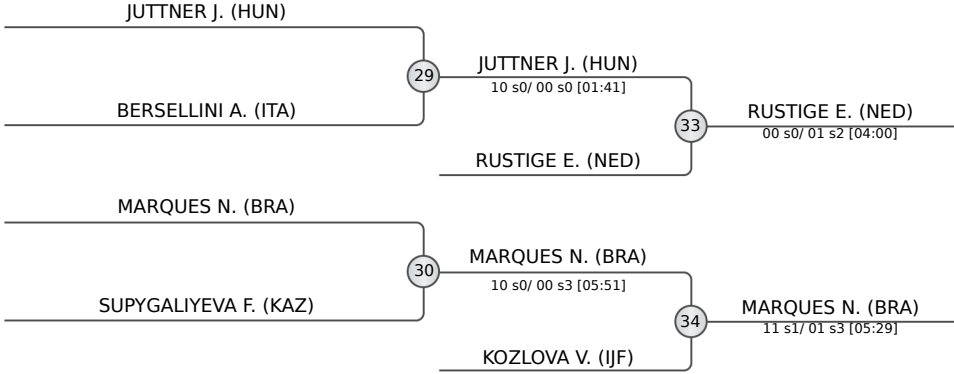 JUTTNER J. (HUN)
29
BERSELLINI A. (ITA)
JUTTNER J. (HUN)
10 s0/ 00 s0 [01:41]
33
RUSTIGE E. (NED)
RUSTIGE E. (NED)
00 s0/ 01 s2 [04:00]
MARQUES N. (BRA)
30
SUPYGALIYEVA F. (KAZ)
MARQUES N. (BRA)
10 s0/ 00 s3 [05:51]
34
KOZLOVA V. (IJF)
MARQUES N. (BRA)
11 s1/ 01 s3 [05:29]